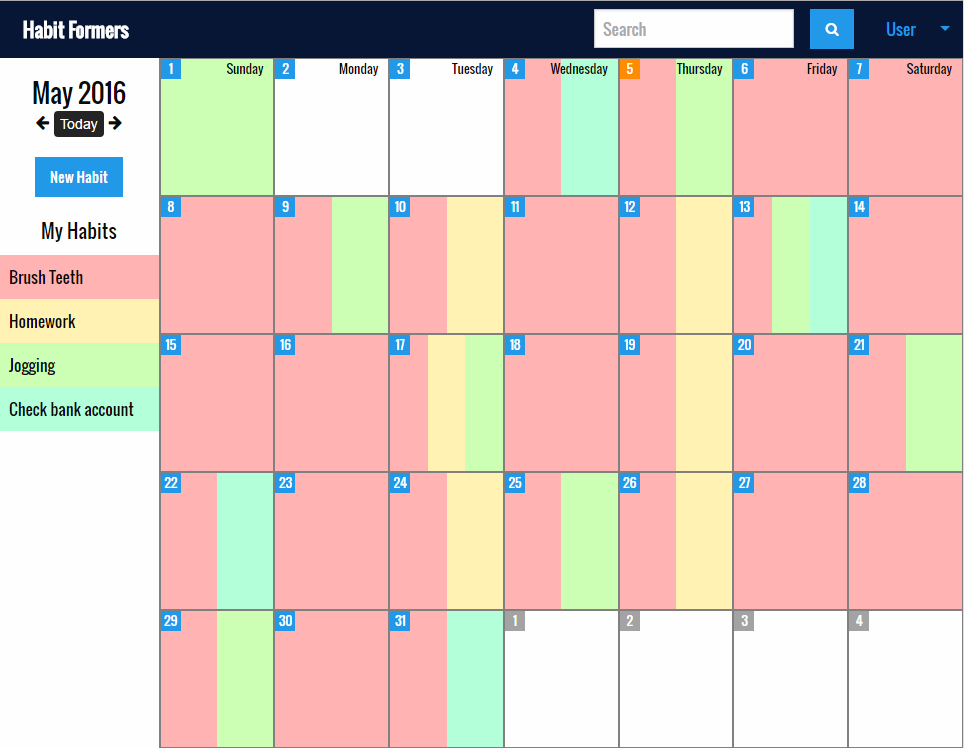 Habit Formers
Search
User
May 2016
Today
New Habit
My Habits
Brush Teeth
Homework
Jogging
Check bank account
1 Sunday 2 Monday 3 Tuesday 4 Wednesday 5 Thursday 6 Friday 7 Saturday
8 9 10 11 12 13 14
15 16 17 18 19 20 21
22 23 24 25 26 27 28
29 30 31 1 2 3 4